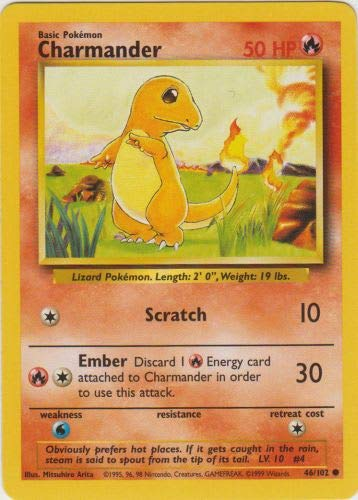 Basic Pokémon
Charmander 50 HP
Lizard Pokémon. Length: 2' 0", Weight: 19 lbs.
Scratch 10
Ember Discard 1 Energy card 30
attached to Charmander in order
to use this attack.
weakness resistance retreat cost
Obviously prefers hot places. If it gets caught in the rain,
steam is said to spout from the tip of its tail. LV. 10 #4
Illus. Mitsuhiro Arita ©1995, 96, 98 Nintendo, Creatures, GAMEFREAK. ©1999 Wizards. 46/102